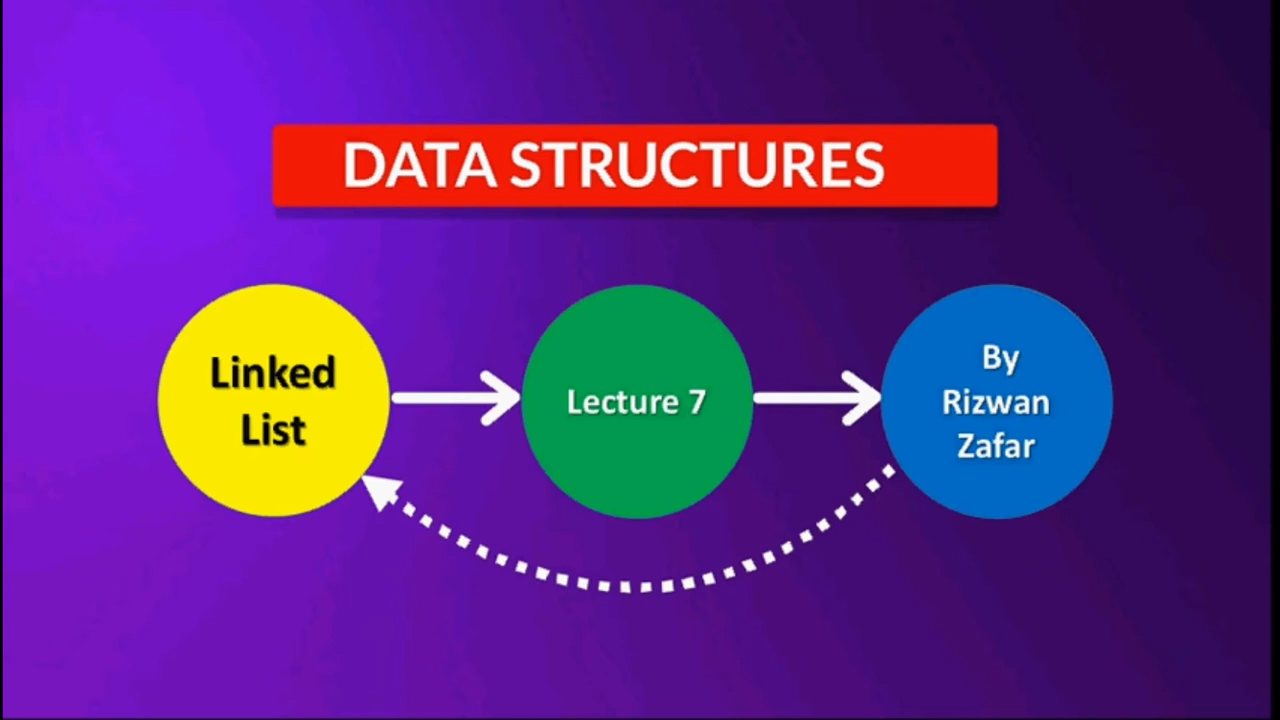 DATA STRUCTURES
Linked
List
Lecture 7
By
Rizwan
Zafar